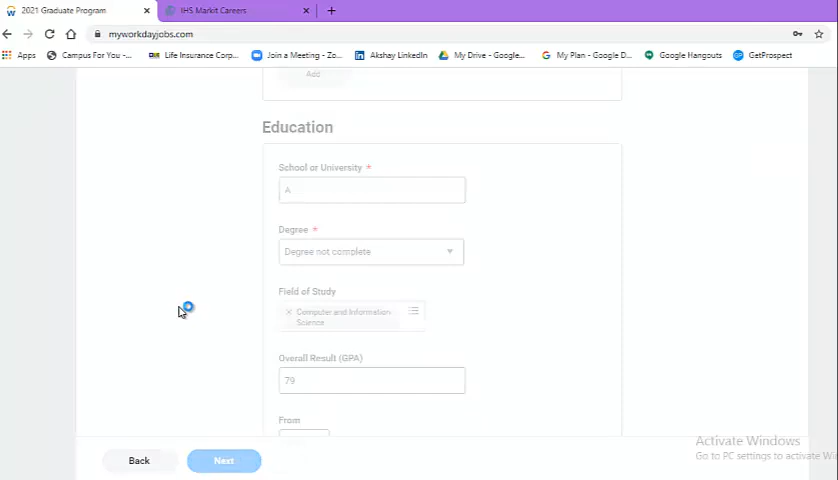 2021 Graduate Program
IHS Markit Careers
myworkdayjobs.com
Apps
Campus For You -...
Life Insurance Corp...
Join a Meeting - Zo...
Akshay LinkedIn
My Drive - Google...
My Plan - Google D...
Google Hangouts
GetProspect
Add
Education
School or University *
A
Degree *
Degree not complete
Field of Study
× Computer and Information
Science
Overall Result (GPA)
79
From
Back
Next
Activate Windows
Go to PC settings to activate Wi